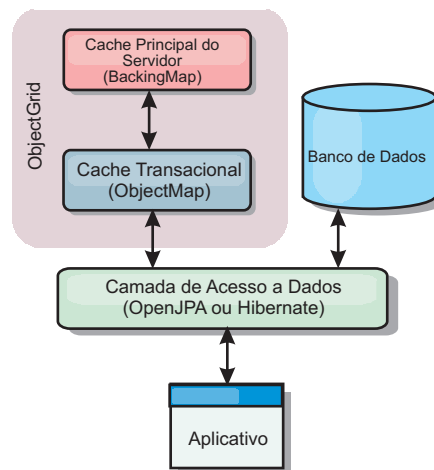 ObjectGrid
Cache Principal do
Servidor
(BackingMap)
Cache Transacional
(ObjectMap)
Banco de Dados
Camada de Acesso a Dados
(OpenJPA ou Hibernate)
Aplicativo